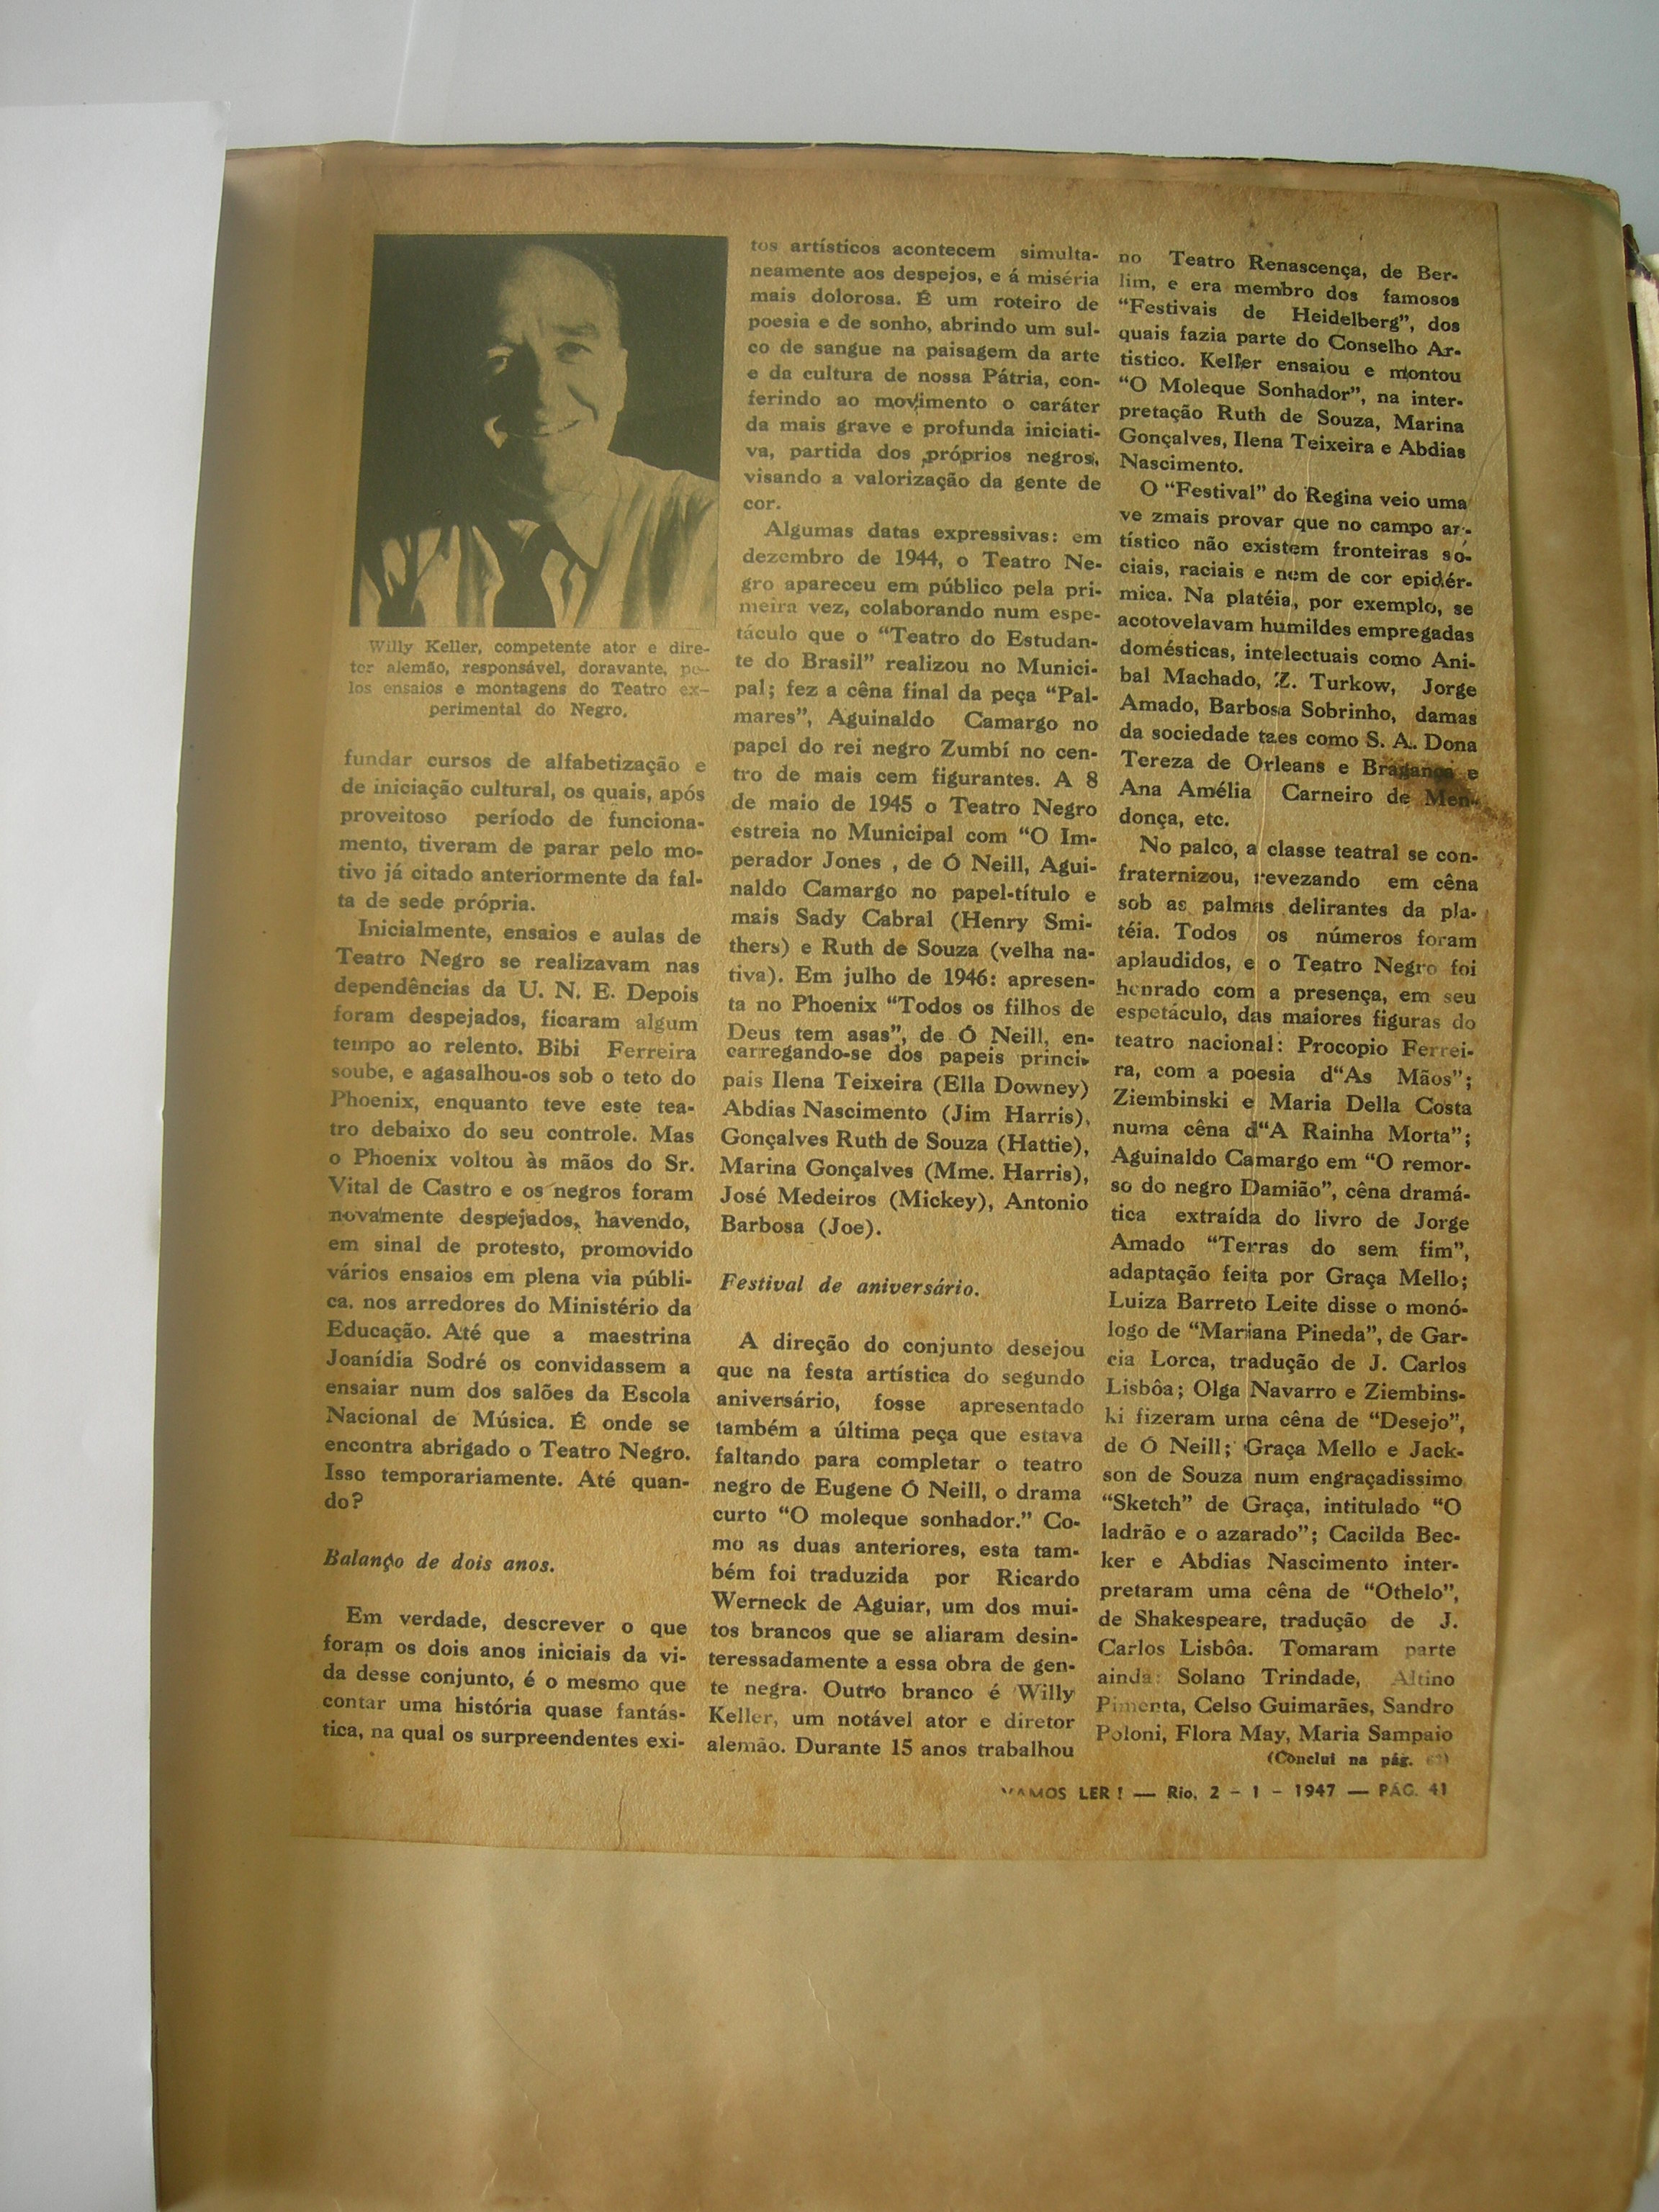 Willy Keller, competente ator e dire-
tor alemão, responsável, doravante, pe-
los ensaios e montagens do Teatro ex-
perimental do Negro.
fundar cursos de alfabetização e
de iniciação cultural, os quais, após
proveitoso período de funciona-
mento, tiveram de parar pelo mo-
tivo já citado anteriormente da fal-
ta de sede própria.
Inicialmente, ensaios e aulas de
Teatro Negro se realizavam nas
dependências da U. N. E. Depois
foram despejados, ficaram algum
tempo ao relento. Bibi Ferreira
soube, e agasalhou-os sob o teto do
Phoenix, enquanto teve este tea-
tro debaixo do seu controle. Mas
o Phoenix voltou às mãos do Sr.
Vital de Castro e os negros foram
novamente despejados, havendo,
em sinal de protesto, promovido
vários ensaios em plena via públi-
ca, nos arredores do Ministério da
Educação. Até que a maestrina
Joanídia Sodré os convidassem a
ensaiar num dos salões da Escola
Nacional de Música. É onde se
encontra abrigado o Teatro Negro.
Isso temporariamente. Até quan-
do?
Balanço de dois anos.
Em verdade, descrever o que
foram os dois anos iniciais da vi-
da desse conjunto, é o mesmo que
contar uma história quase fantás-
tica, na qual os surpreendentes exi-
tos artísticos acontecem simulta-
neamente aos despejos, e á miséria
mais dolorosa. É um roteiro de
poesia e de sonho, abrindo um sul-
co de sangue na paisagem da arte
e da cultura de nossa Pátria, con-
ferindo ao movimento o caráter
da mais grave e profunda iniciati-
va, partida dos próprios negros,
visando a valorização da gente de
cor.
Algumas datas expressivas: em
dezembro de 1944, o Teatro Ne-
gro apareceu em público pela pri-
meira vez, colaborando num espe-
táculo que o “Teatro do Estudan-
te do Brasil” realizou no Munici-
pal; fez a cêna final da peça “Pal-
mares”, Aguinaldo Camargo no
papel do rei negro Zumbí no cen-
tro de mais cem figurantes. A 8
de maio de 1945 o Teatro Negro
estreia no Municipal com “O Im-
perador Jones , de Ó Neill, Agui-
naldo Camargo no papel-título e
mais Sady Cabral (Henry Smi-
thers) e Ruth de Souza (velha na-
tiva). Em julho de 1946: apresen-
ta no Phoenix “Todos os filhos de
Deus tem asas”, de Ó Neill, en-
carregando-se dos papeis princi-
pais Ilena Teixeira (Ella Downey)
Abdias Nascimento (Jim Harris),
Gonçalves Ruth de Souza (Hattie),
Marina Gonçalves (Mme. Harris),
José Medeiros (Mickey), Antonio
Barbosa (Joe).
Festival de aniversário.
A direção do conjunto desejou
que na festa artística do segundo
aniversário, fosse apresentado
também a última peça que estava
faltando para completar o teatro
negro de Eugene Ó Neill, o drama
curto “O moleque sonhador.” Co-
mo as duas anteriores, esta tam-
bém foi traduzida por Ricardo
Werneck de Aguiar, um dos mui-
tos brancos que se aliaram desin-
teressadamente a essa obra de gen-
te negra. Outro branco é Willy
Keller, um notável ator e diretor
alemão. Durante 15 anos trabalhou
no Teatro Renascença, de Ber-
lim, e era membro dos famosos
“Festivais de Heidelberg”, dos
quais fazia parte do Conselho Ar-
tistico. Keller ensaiou e montou
“O Moleque Sonhador”, na inter-
pretação Ruth de Souza, Marina
Gonçalves, Ilena Teixeira e Abdias
Nascimento.
O “Festival” do Regina veio uma
ve zmais provar que no campo ar-
tístico não existem fronteiras so-
ciais, raciais e nem de cor epidér-
mica. Na platéia, por exemplo, se
acotovelavam humildes empregadas
domésticas, intelectuais como Ani-
bal Machado, Z. Turkow, Jorge
Amado, Barbosa Sobrinho, damas
da sociedade taes como S. A. Dona
Tereza de Orleans e Bragança e
Ana Amélia Carneiro de Men-
donça, etc.
No palco, a classe teatral se con-
fraternizou, revezando em cêna
sob as palmas delirantes da pla-
téia. Todos os números foram
aplaudidos, e o Teatro Negro foi
honrado com a presença, em seu
espetáculo, das maiores figuras do
teatro nacional: Procopio Ferrei-
ra, com a poesia d“As Mãos”;
Ziembinski e Maria Della Costa
numa cêna d“A Rainha Morta”;
Aguinaldo Camargo em “O remor-
so do negro Damião”, cêna dramá-
tica extraída do livro de Jorge
Amado “Terras do sem fim”,
adaptação feita por Graça Mello;
Luiza Barreto Leite disse o monó-
logo de “Mariana Pineda”, de Gar-
cia Lorca, tradução de J. Carlos
Lisbôa; Olga Navarro e Ziembins-
ki fizeram uma cêna de “Desejo”,
de Ó Neill; Graça Mello e Jack-
son de Souza num engraçadissimo
“Sketch” de Graça, intitulado “O
ladrão e o azarado”; Cacilda Bec-
ker e Abdias Nascimento inter-
pretaram uma cêna de “Othelo”,
de Shakespeare, tradução de J.
Carlos Lisbôa. Tomaram parte
ainda: Solano Trindade, Altino
Pimenta, Celso Guimarães, Sandro
Poloni, Flora May, Maria Sampaio
(Conclui na pág.
VAMOS LER! — Rio, 2 - 1 - 1947 — PÁG. 41